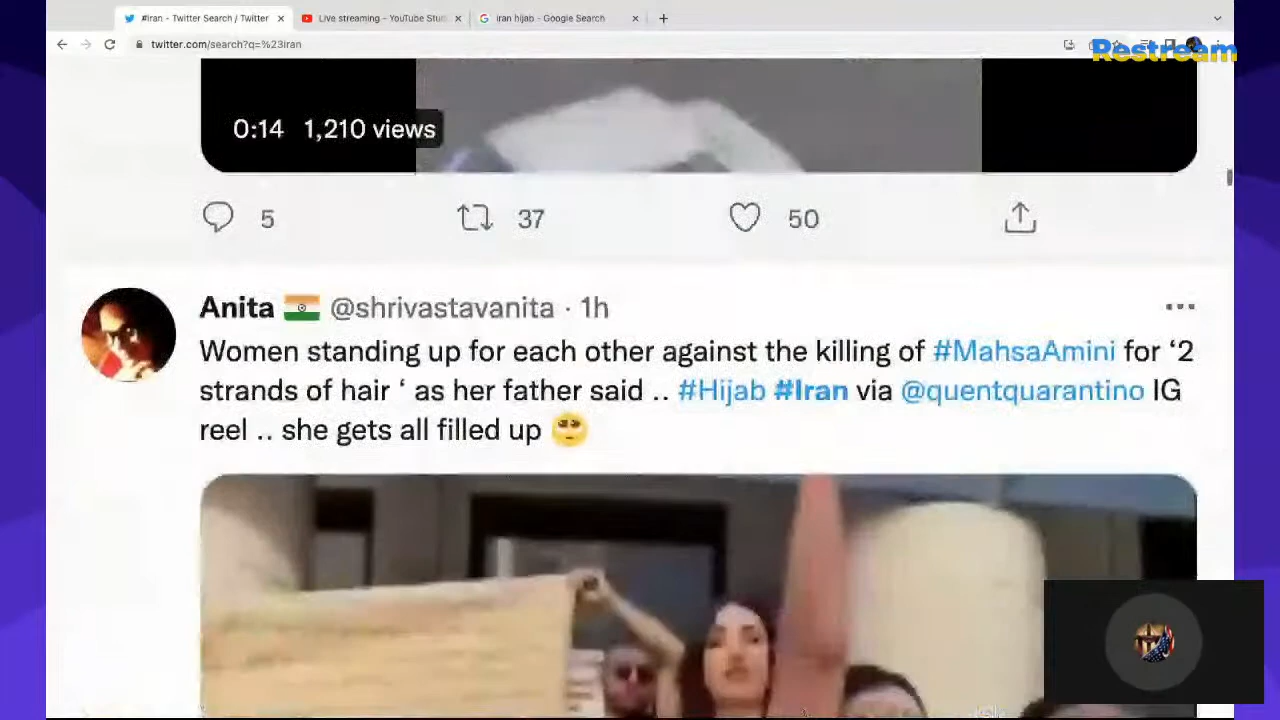 #Iran - Twitter Search / Twitter
Live streaming - YouTube Stu
iran hijab - Google Search
twitter.com/search?q=%23iran
Restream
0:14 1,210 views
5 37 50
Anita @shrivastavanita · 1h
Women standing up for each other against the killing of #MahsaAmini for ‘2
strands of hair ‘ as her father said .. #Hijab #Iran via @quentquarantino IG
reel .. she gets all filled up